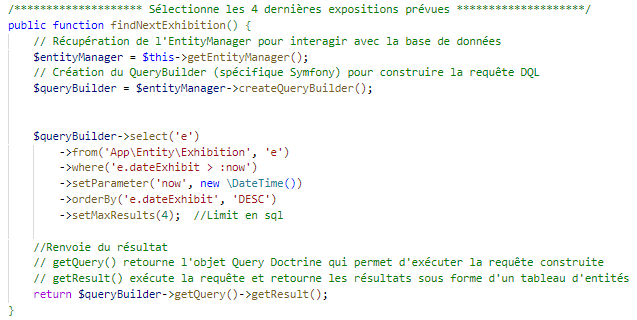 /******************** Sélectionne les 4 dernières expositions prévues ********************/
public function findNextExhibition() {
// Récupération de l'EntityManager pour interagir avec la base de données
$entityManager = $this->getEntityManager();
// Création du QueryBuilder (spécifique Symfony) pour construire la requête DQL
$queryBuilder = $entityManager->createQueryBuilder();
$queryBuilder->select('e')
->from('App\Entity\Exhibition', 'e')
->where('e.dateExhibit > :now')
->setParameter('now', new \DateTime())
->orderBy('e.dateExhibit', 'DESC')
->setMaxResults(4);  //Limit en sql
//Renvoie du résultat
// getQuery() retourne l'objet Query Doctrine qui permet d'exécuter la requête construite
// getResult() exécute la requête et retourne les résultats sous forme d'un tableau d'entités
return $queryBuilder->getQuery()->getResult();
}